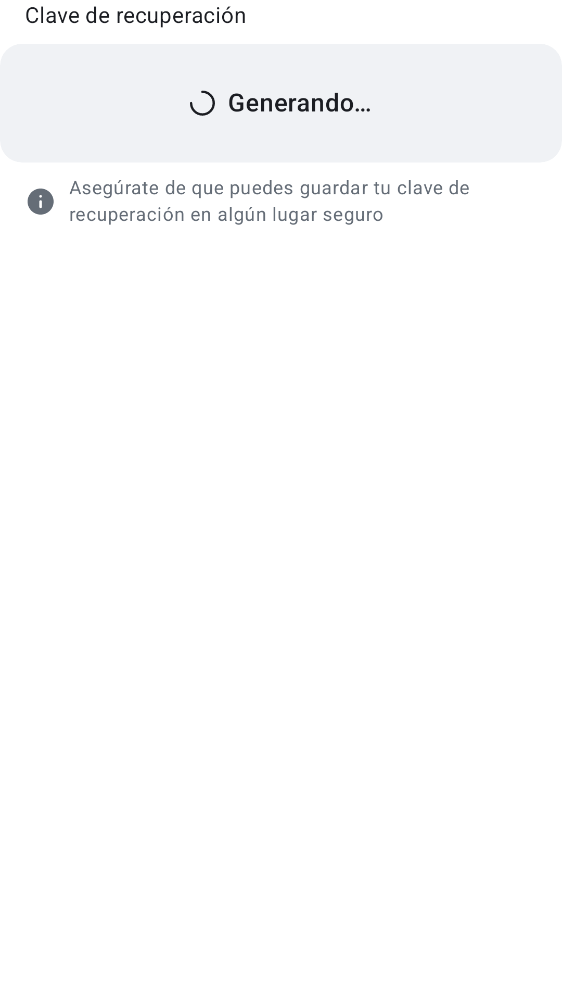 Clave de recuperación
Generando…
Asegúrate de que puedes guardar tu clave de
recuperación en algún lugar seguro